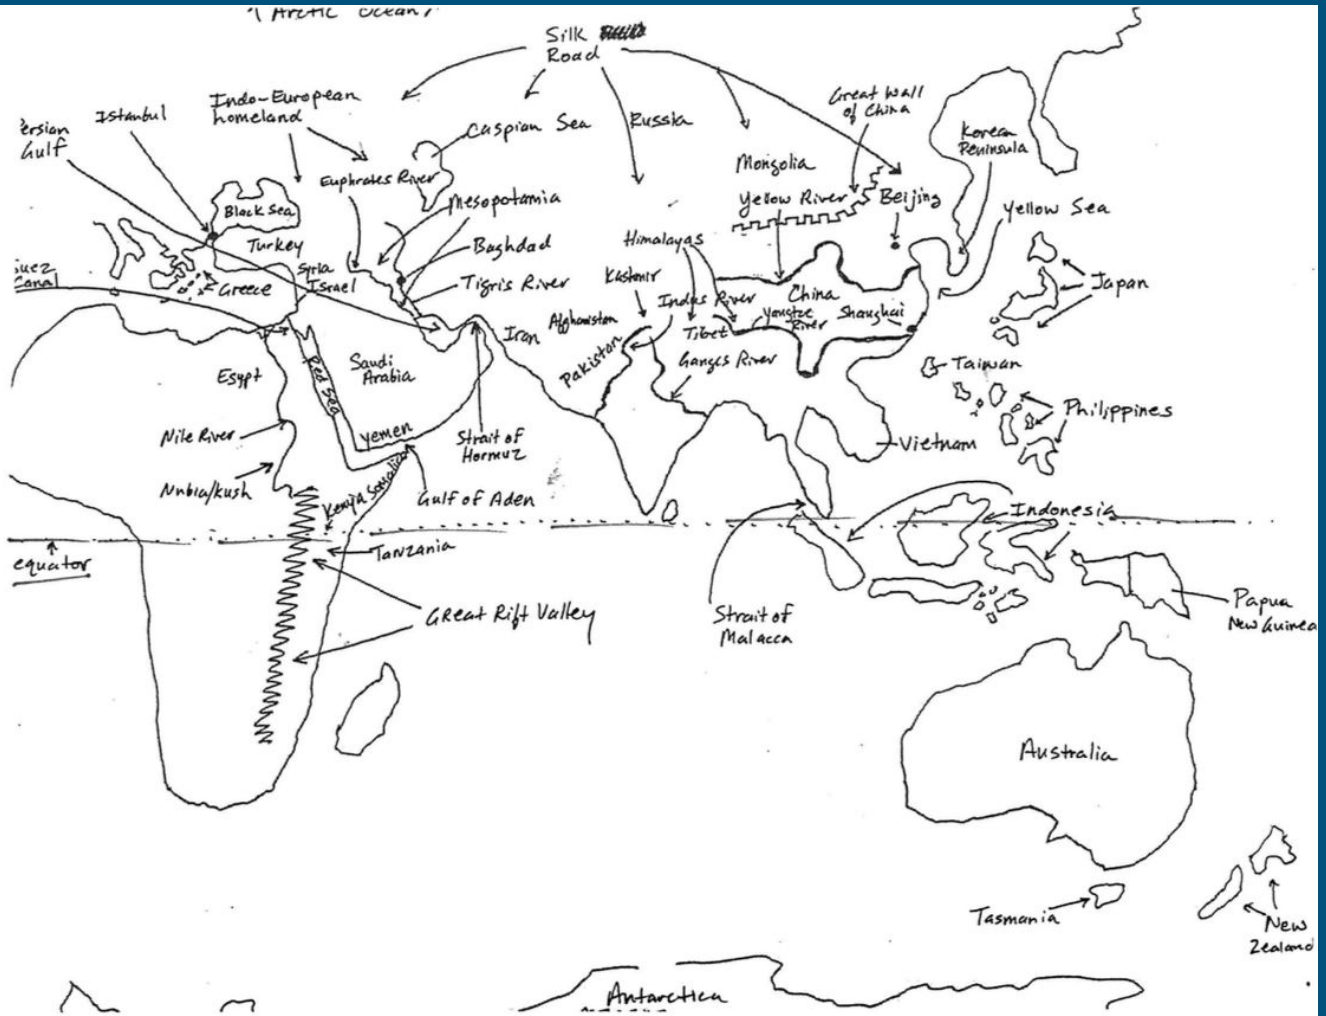 (Arctic Ocean)
Silk
Road
Indo-European
homeland
Istanbul
ersian
Gulf
Caspian Sea
Russia
Great Wall
of China
Korean
Peninsula
Mongolia
Euphrates River
Yellow River
Beijing
Mesopotamia
Yellow Sea
Black Sea
Turkey
Baghdad
Himalayas
Syria
Israel
Greece
uez
Canal
Tigris River
Kashmir
Indus River
China
Japan
Afghanistan
Iran
Tibet
Yangtze
River
Shanghai
Pakistan
Ganges River
Taiwan
Egypt
Red Sea
Saudi
Arabia
Philippines
Nile River
Yemen
Strait of
Hormuz
Vietnam
Nubia/Kush
Kenya
Somalia
Gulf of Aden
Indonesia
equator
Tanzania
Great Rift Valley
Strait of
Malacca
Papua
New Guinea
Australia
Tasmania
New
Zealand
Antarctica